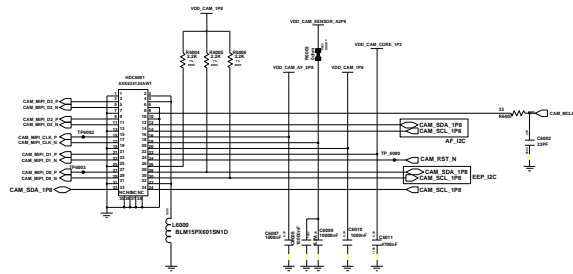 VDD_CAM_1P8
VDD_CAM_SENSOR_A2P8
R6004
2.2K
R6005
2.2K
R6006
2.2K
VDD_CAM_AF_2P8
VDD_CAM_1P8
VDD_CAM_CORE_1P2
HDC6001
AXE634124AW1
CAM_MIPI_D3_P
CAM_MIPI_D3_N
CAM_MIPI_D2_P
CAM_MIPI_D2_N
CAM_MIPI_CLK_P
TP6002
CAM_MIPI_CLK_N
CAM_MIPI_D1_P
CAM_MIPI_D1_N
CAM_MIPI_D0_P
CAM_MIPI_D0_N
CAM_SDA_1P8
33
CAM_MCLK
C6002
33PF
CAM_SDA_1P8
CAM_SCL_1P8
AF_I2C
TP_6000
CAM_RST_N
CAM_SDA_1P8
CAM_SCL_1P8
EEP_I2C
CAM_SCL_1P8
L6000
BLM15PX601SN1D
C6007
1000NF
C6009
10000NF
C6010
1000NF
C6011
4700NF